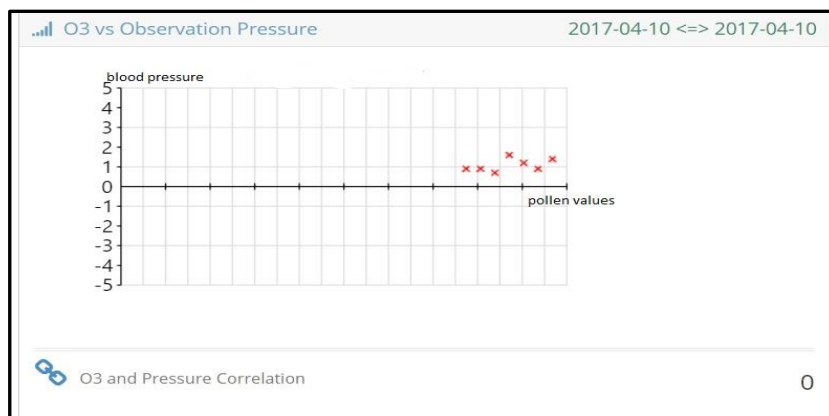 O3 vs Observation Pressure 2017-04-10 <=> 2017-04-10
blood pressure
5
4
3
2
1
0
-1
-2
-3
-4
-5
pollen values
O3 and Pressure Correlation 0